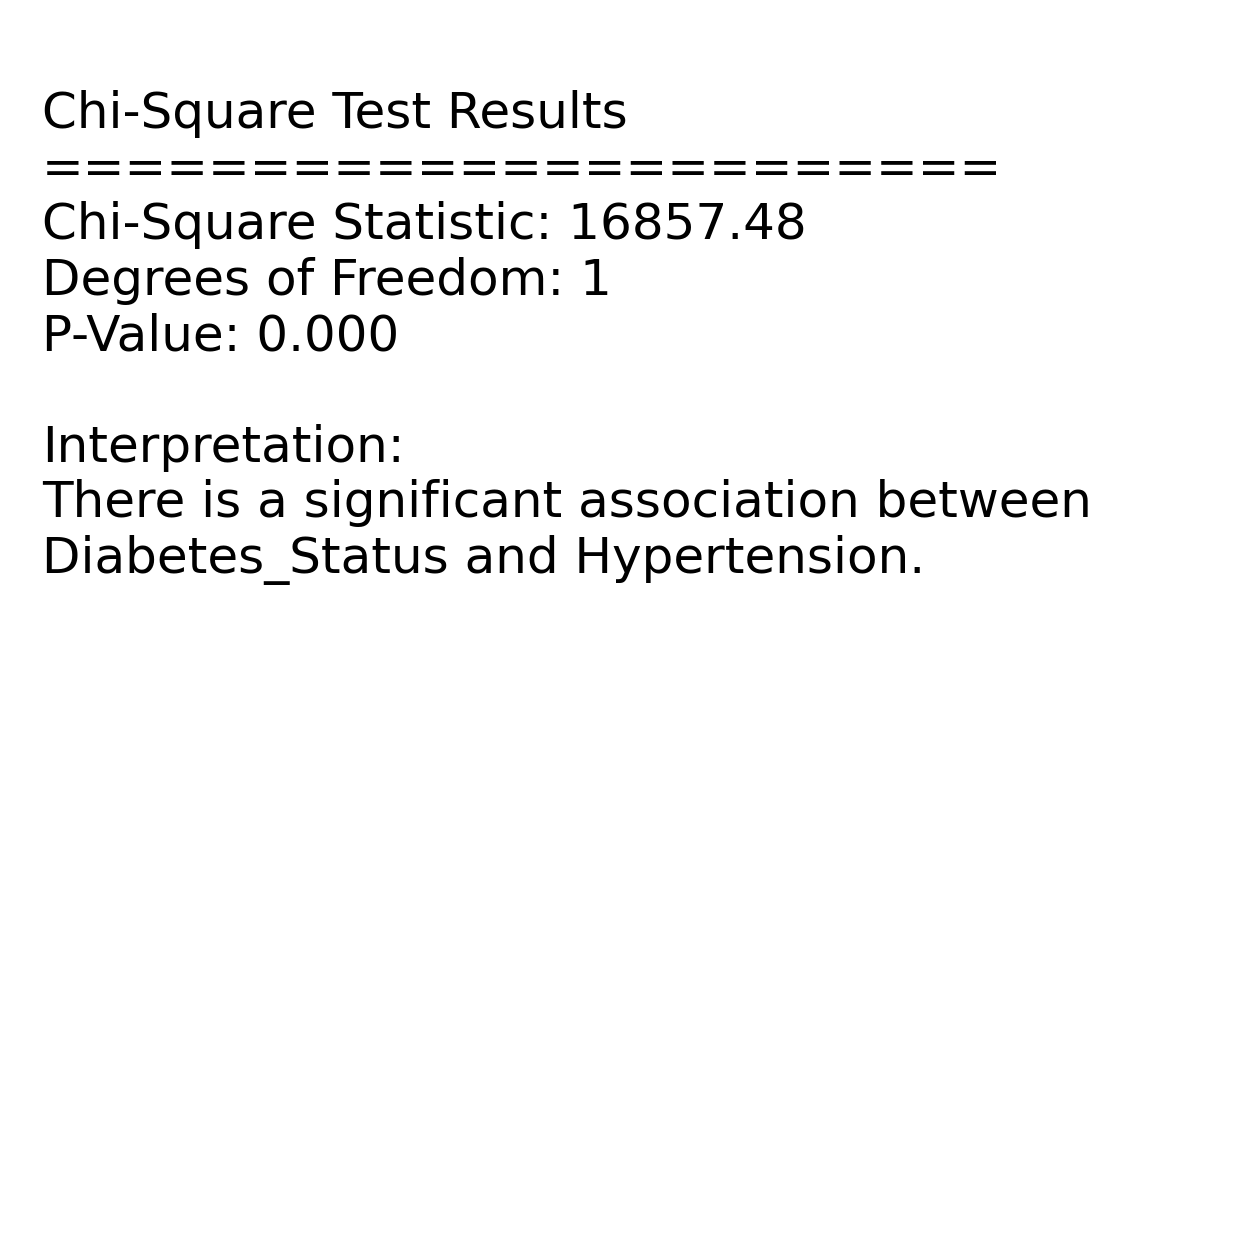 Chi-Square Test Results
=======================
Chi-Square Statistic: 16857.48
Degrees of Freedom: 1
P-Value: 0.000

Interpretation:
There is a significant association between
Diabetes_Status and Hypertension.